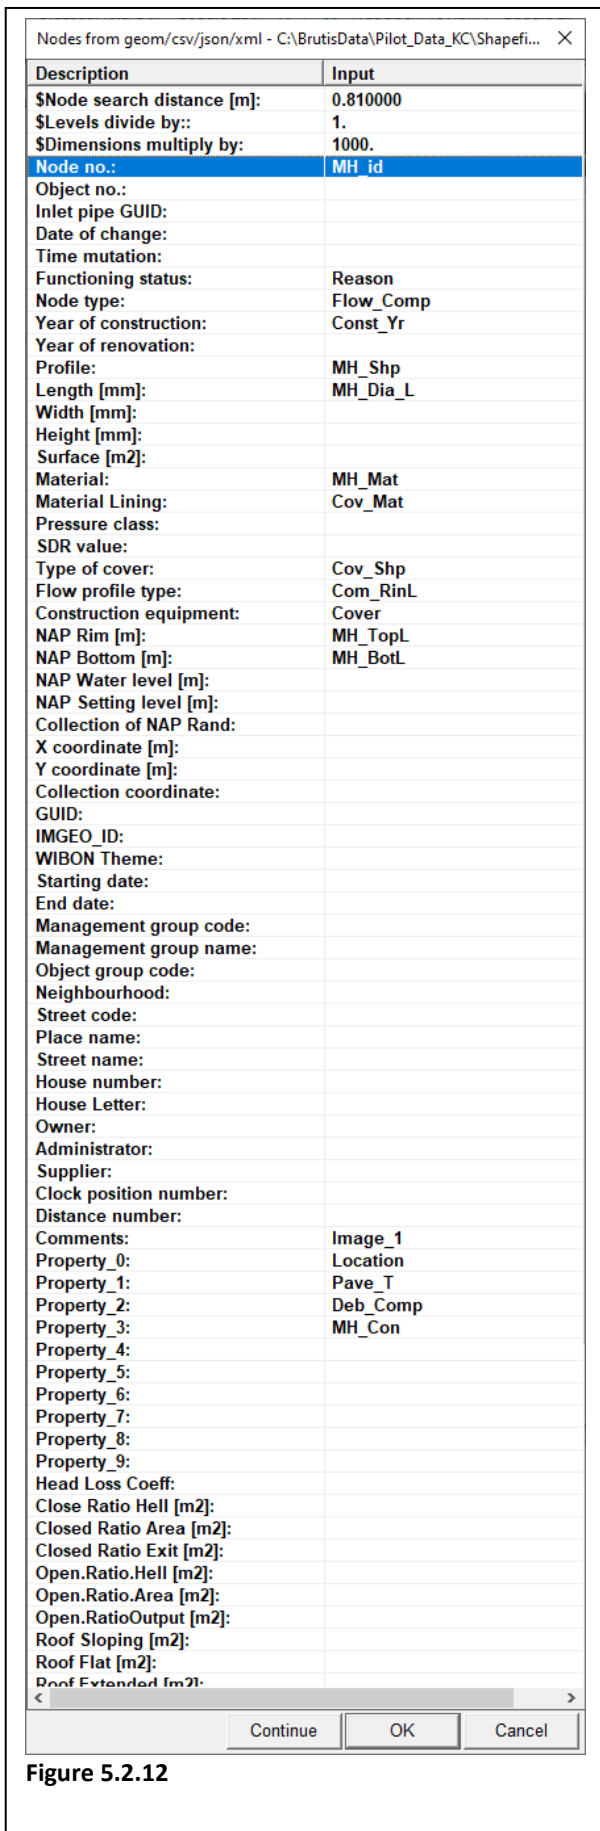 Nodes from geom/csv/json/xml - C:\BrutisData\Pilot_Data_KC\Shapefi...
Description Input
$Node search distance [m]: 0.810000
$Levels divide by:: 1.
$Dimensions multiply by: 1000.
Node no.: MH_id
Object no.:
Inlet pipe GUID:
Date of change:
Time mutation:
Functioning status: Reason
Node type: Flow_Comp
Year of construction: Const_Yr
Year of renovation:
Profile: MH_Shp
Length [mm]: MH_Dia_L
Width [mm]:
Height [mm]:
Surface [m2]:
Material: MH_Mat
Material Lining: Cov_Mat
Pressure class:
SDR value:
Type of cover: Cov_Shp
Flow profile type: Com_RinL
Construction equipment: Cover
NAP Rim [m]: MH_TopL
NAP Bottom [m]: MH_BotL
NAP Water level [m]:
NAP Setting level [m]:
Collection of NAP Rand:
X coordinate [m]:
Y coordinate [m]:
Collection coordinate:
GUID:
IMGEO_ID:
WIBON Theme:
Starting date:
End date:
Management group code:
Management group name:
Object group code:
Neighbourhood:
Street code:
Place name:
Street name:
House number:
House Letter:
Owner:
Administrator:
Supplier:
Clock position number:
Distance number:
Comments: Image_1
Property_0: Location
Property_1: Pave_T
Property_2: Deb_Comp
Property_3: MH_Con
Property_4:
Property_5:
Property_6:
Property_7:
Property_8:
Property_9:
Head Loss Coeff:
Close Ratio Hell [m2]:
Closed Ratio Area [m2]:
Closed Ratio Exit [m2]:
Open.Ratio.Hell [m2]:
Open.Ratio.Area [m2]:
Open.RatioOutput [m2]:
Roof Sloping [m2]:
Roof Flat [m2]:
Roof Extended [m2]:
Continue OK Cancel
Figure 5.2.12